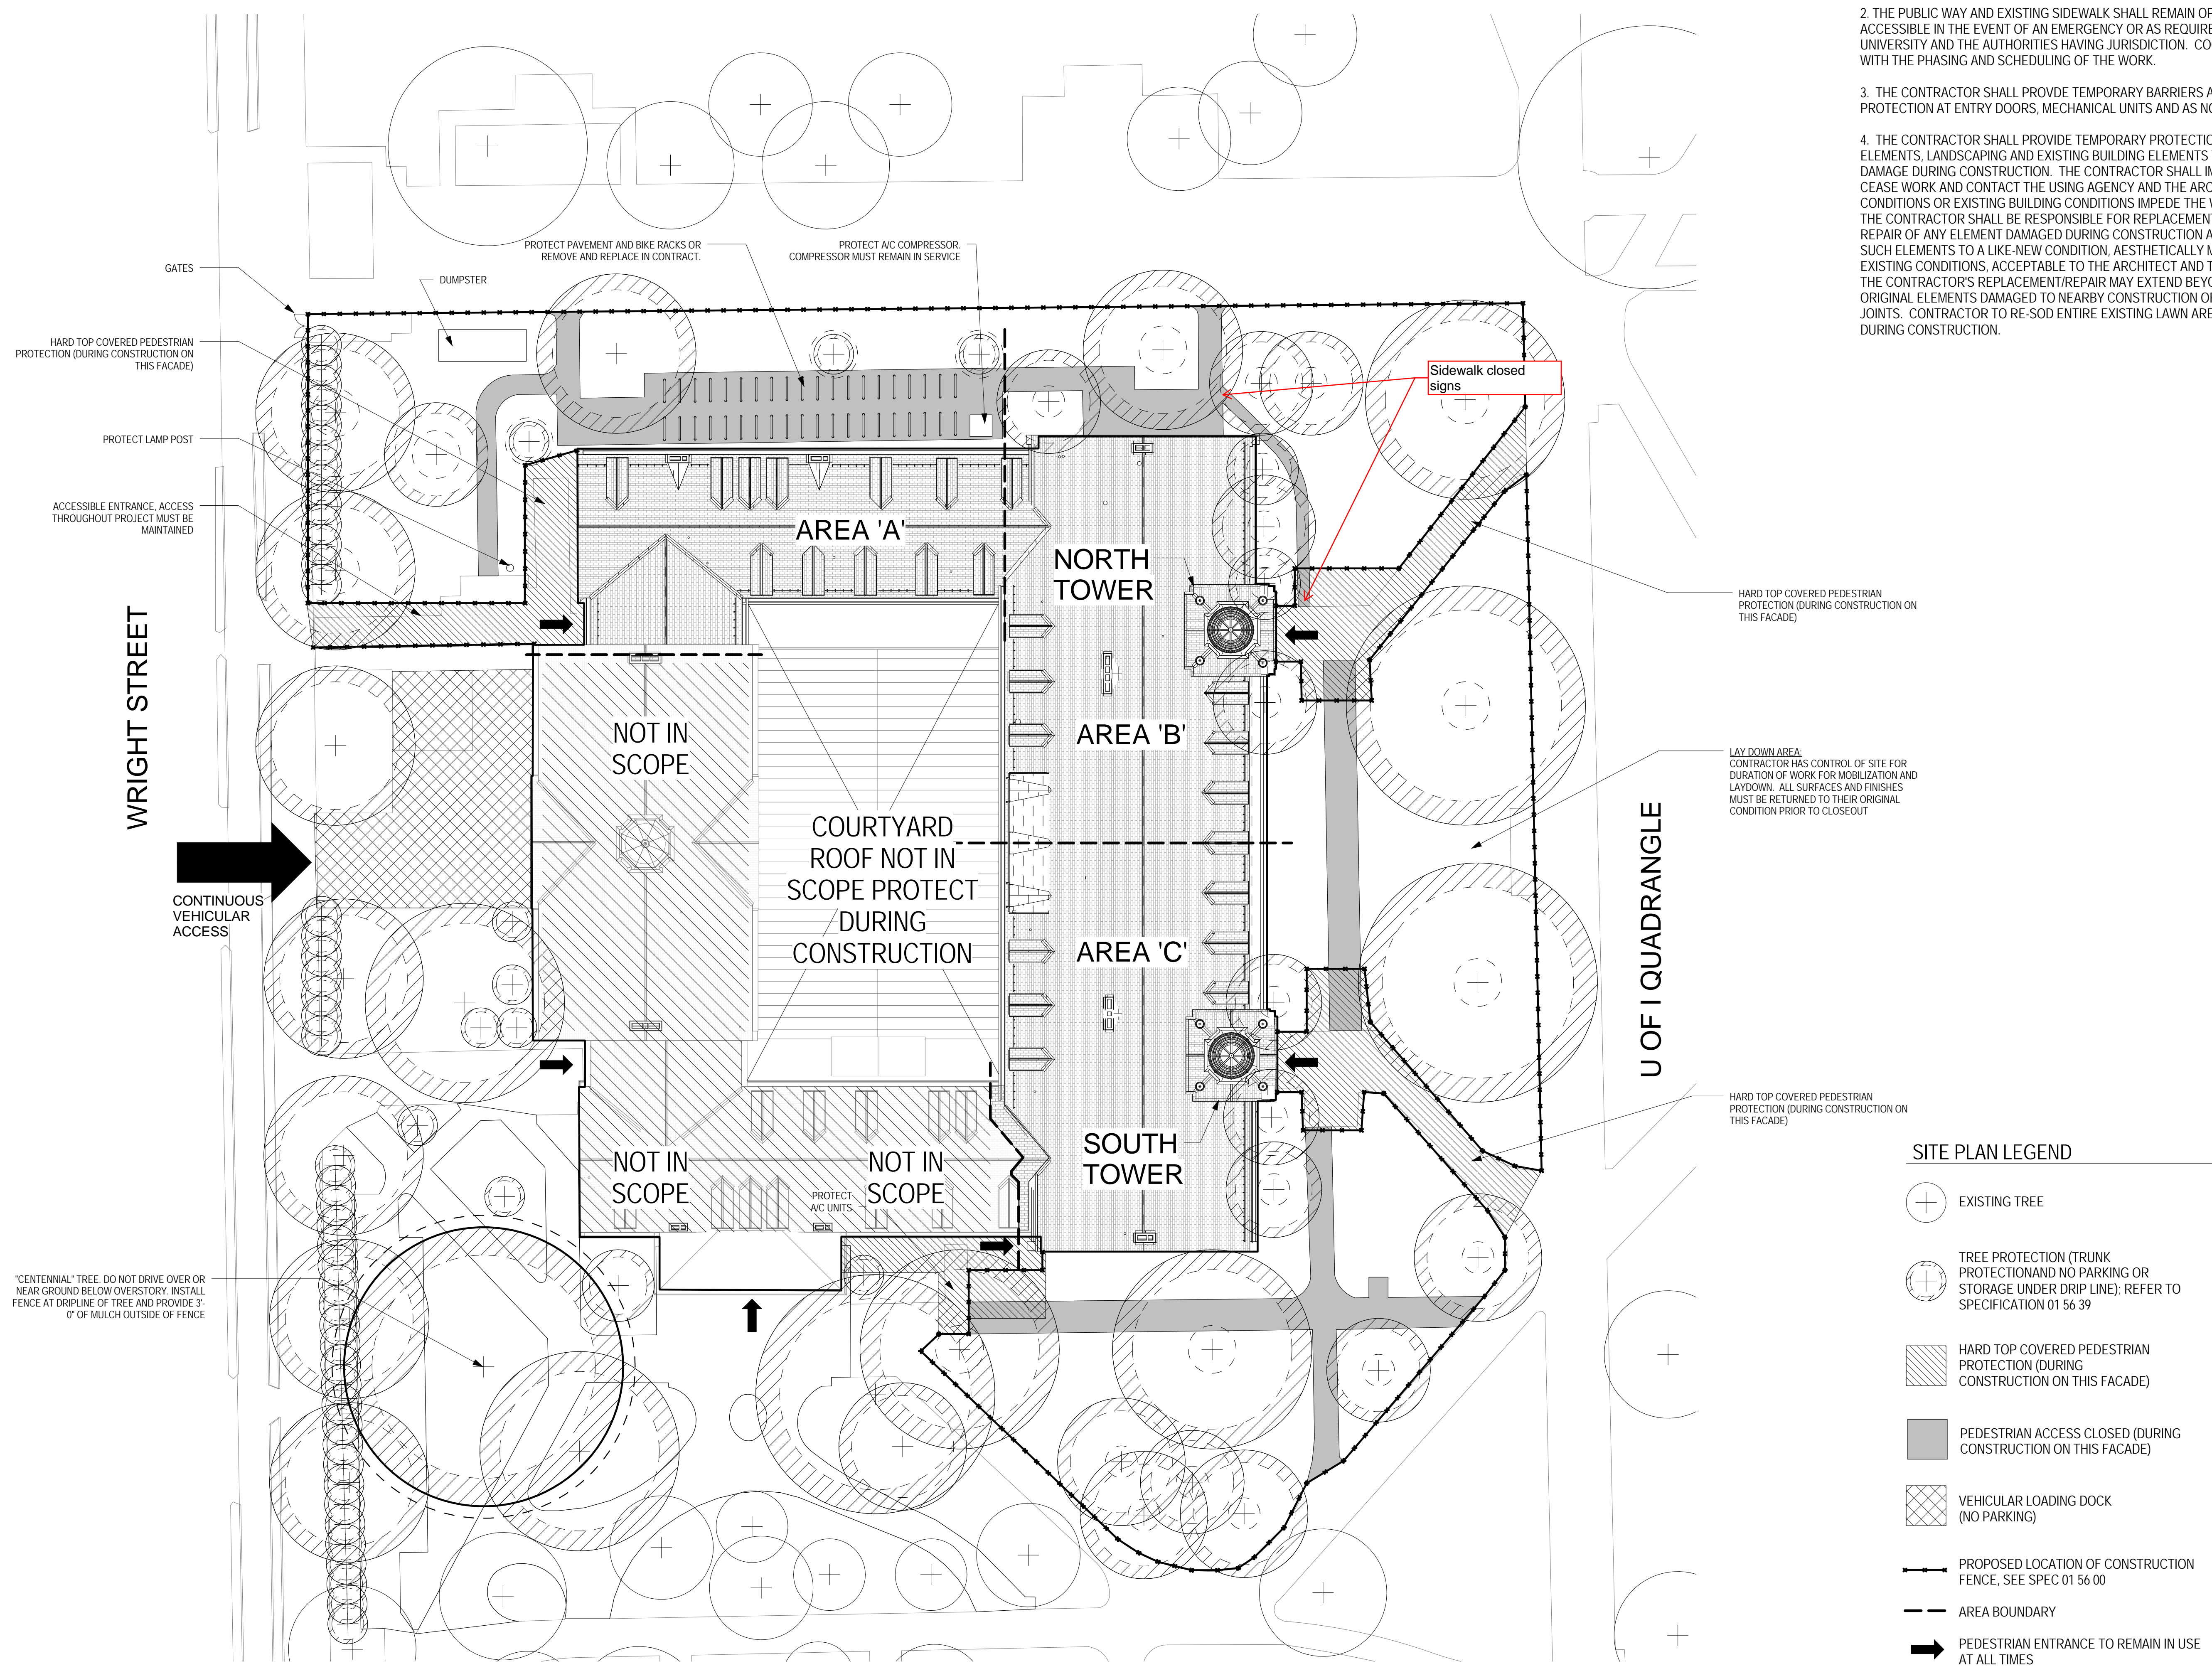 2. THE PUBLIC WAY AND EXISTING SIDEWALK SHALL REMAIN
ACCESSIBLE IN THE EVENT OF AN EMERGENCY OR AS
UNIVERSITY AND THE AUTHORITIES HAVING JURISDICTION.
WITH THE PHASING AND SCHEDULING OF THE WORK.
3. THE CONTRACTOR SHALL PROVDE TEMPORARY BARRIERS
PROTECTION AT ENTRY DOORS, MECHANICAL UNITS AND AS
4. THE CONTRACTOR SHALL PROVIDE TEMPORARY
ELEMENTS, LANDSCAPING AND EXISTING BUILDING ELEMENTS
DAMAGE DURING CONSTRUCTION. THE CONTRACTOR SHALL
CEASE WORK AND CONTACT THE USING AGENCY AND THE
CONDITIONS OR EXISTING BUILDING CONDITIONS IMPEDE THE
THE CONTRACTOR SHALL BE RESPONSIBLE FOR
REPAIR OF ANY ELEMENT DAMAGED DURING CONSTRUCTION
SUCH ELEMENTS TO A LIKE-NEW CONDITION, AESTHETICALLY
EXISTING CONDITIONS, ACCEPTABLE TO THE ARCHITECT AND
THE CONTRACTOR'S REPLACEMENT/REPAIR MAY EXTEND
ORIGINAL ELEMENTS DAMAGED TO NEARBY CONSTRUCTION
JOINTS. CONTRACTOR TO RE-SOD ENTIRE EXISTING LAWN
DURING CONSTRUCTION.
PROTECT PAVEMENT AND BIKE RACKS OR
REMOVE AND REPLACE IN CONTRACT.
PROTECT A/C COMPRESSOR.
COMPRESSOR MUST REMAIN IN SERVICE
GATES
DUMPSTER
HARD TOP COVERED PEDESTRIAN
PROTECTION (DURING CONSTRUCTION ON
THIS FACADE)
Sidewalk closed
signs
PROTECT LAMP POST
ACCESSIBLE ENTRANCE, ACCESS
THROUGHOUT PROJECT MUST BE
MAINTAINED
AREA 'A'
NORTH
TOWER
HARD TOP COVERED PEDESTRIAN
PROTECTION (DURING CONSTRUCTION ON
THIS FACADE)
WRIGHT STREET
NOT IN
SCOPE
AREA 'B'
LAY DOWN AREA:
CONTRACTOR HAS CONTROL OF SITE FOR
DURATION OF WORK FOR MOBILIZATION AND
LAYDOWN. ALL SURFACES AND FINISHES
MUST BE RETURNED TO THEIR ORIGINAL
CONDITION PRIOR TO CLOSEOUT
COURTYARD
ROOF NOT IN
SCOPE PROTECT
DURING
CONSTRUCTION
CONTINUOUS
VEHICULAR
ACCESS
U OF I QUADRANGLE
AREA 'C'
HARD TOP COVERED PEDESTRIAN
PROTECTION (DURING CONSTRUCTION ON
THIS FACADE)
NOT IN
SCOPE
NOT IN
SCOPE
PROTECT
A/C UNITS
SOUTH
TOWER
"CENTENNIAL" TREE. DO NOT DRIVE OVER OR
NEAR GROUND BELOW OVERSTORY. INSTALL
FENCE AT DRIPLINE OF TREE AND PROVIDE 3'-
0" OF MULCH OUTSIDE OF FENCE
SITE PLAN LEGEND
EXISTING TREE
TREE PROTECTION (TRUNK
PROTECTIONAND NO PARKING OR
STORAGE UNDER DRIP LINE); REFER TO
SPECIFICATION 01 56 39
HARD TOP COVERED PEDESTRIAN
PROTECTION (DURING
CONSTRUCTION ON THIS FACADE)
PEDESTRIAN ACCESS CLOSED (DURING
CONSTRUCTION ON THIS FACADE)
VEHICULAR LOADING DOCK
(NO PARKING)
PROPOSED LOCATION OF CONSTRUCTION
FENCE, SEE SPEC 01 56 00
AREA BOUNDARY
PEDESTRIAN ENTRANCE TO REMAIN IN USE
AT ALL TIMES